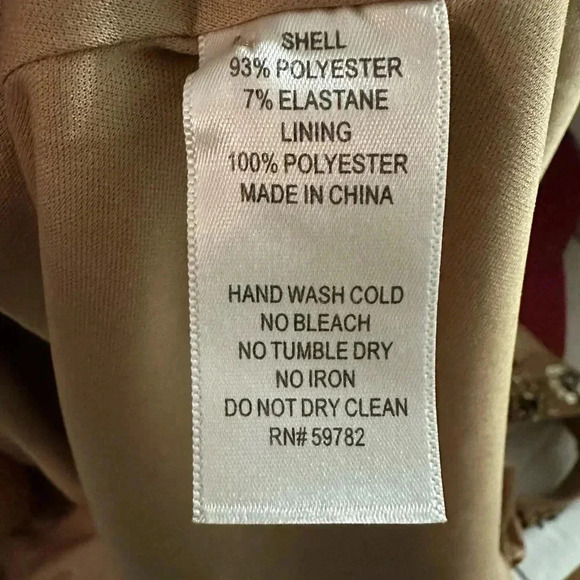 SHELL
93% POLYESTER
7% ELASTANE
LINING
100% POLYESTER
MADE IN CHINA
HAND WASH COLD
NO BLEACH
NO TUMBLE DRY
NO IRON
DO NOT DRY CLEAN
RN# 59782